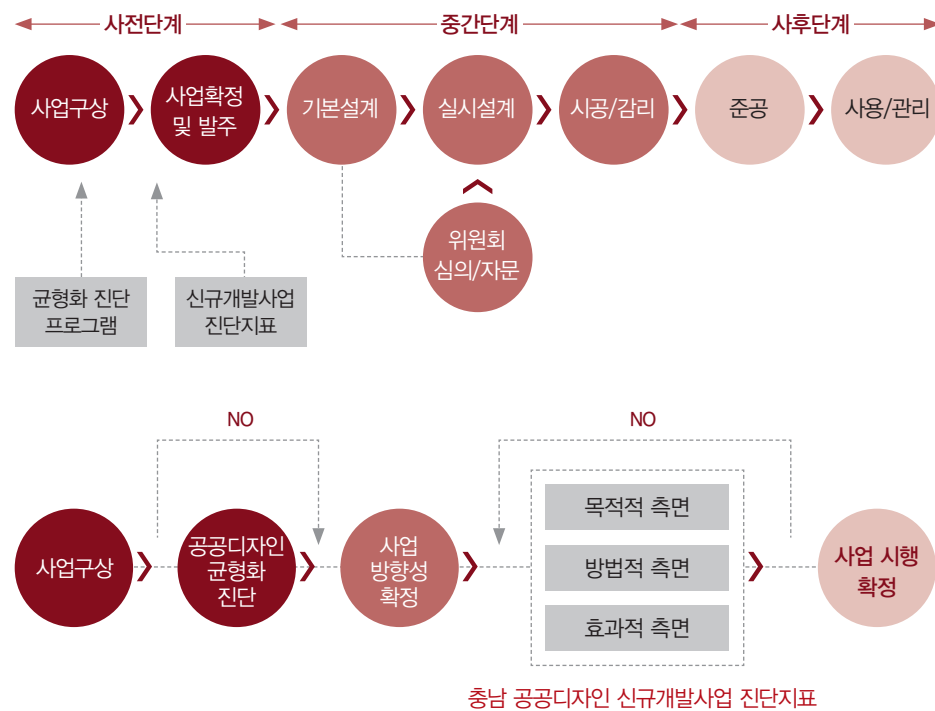 사전단계
중간단계
사후단계
사업구상
사업확정
및 발주
기본설계
실시설계
시공/감리
준공
사용/관리
위원회
심의/자문
균형화 진단
프로그램
신규개발사업
진단지표
NO
NO
사업구상
공공디자인
균형화
진단
사업
방향성
확정
목적적 측면
방법적 측면
효과적 측면
사업 시행
확정
충남 공공디자인 신규개발사업 진단지표